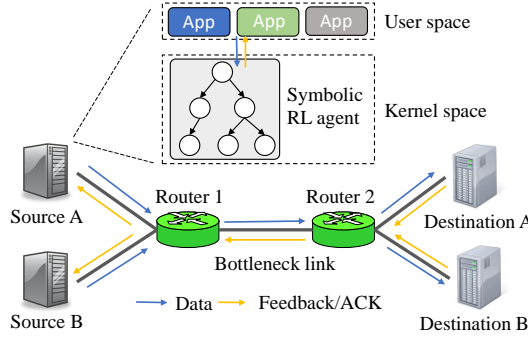 App App App User space
Symbolic
RL agent
Kernel space
Router 1 Router 2
Source A Destination A
Bottleneck link
Source B Destination B
Data Feedback/ACK